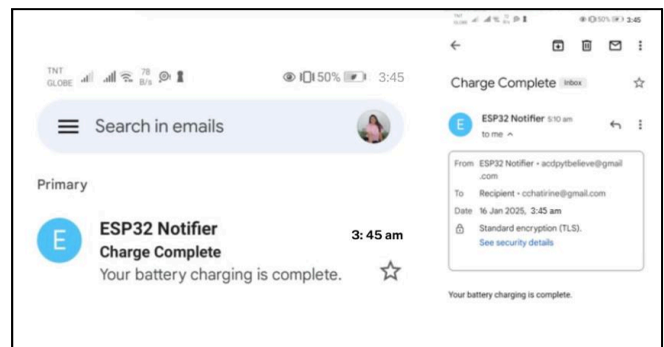 TNT
GLOBE 78 B/s 50% 3:45
Search in emails
Primary
E ESP32 Notifier 3: 45 am
Charge Complete
Your battery charging is complete.
50% 3:45
Charge Complete Inbox
E ESP32 Notifier 5:10 am
to me
From ESP32 Notifier • acdpytbelieve@gmail
.com
To Recipient • cchatirine@gmail.com
Date 16 Jan 2025, 3:45 am
Standard encryption (TLS).
See security details
Your battery charging is complete.